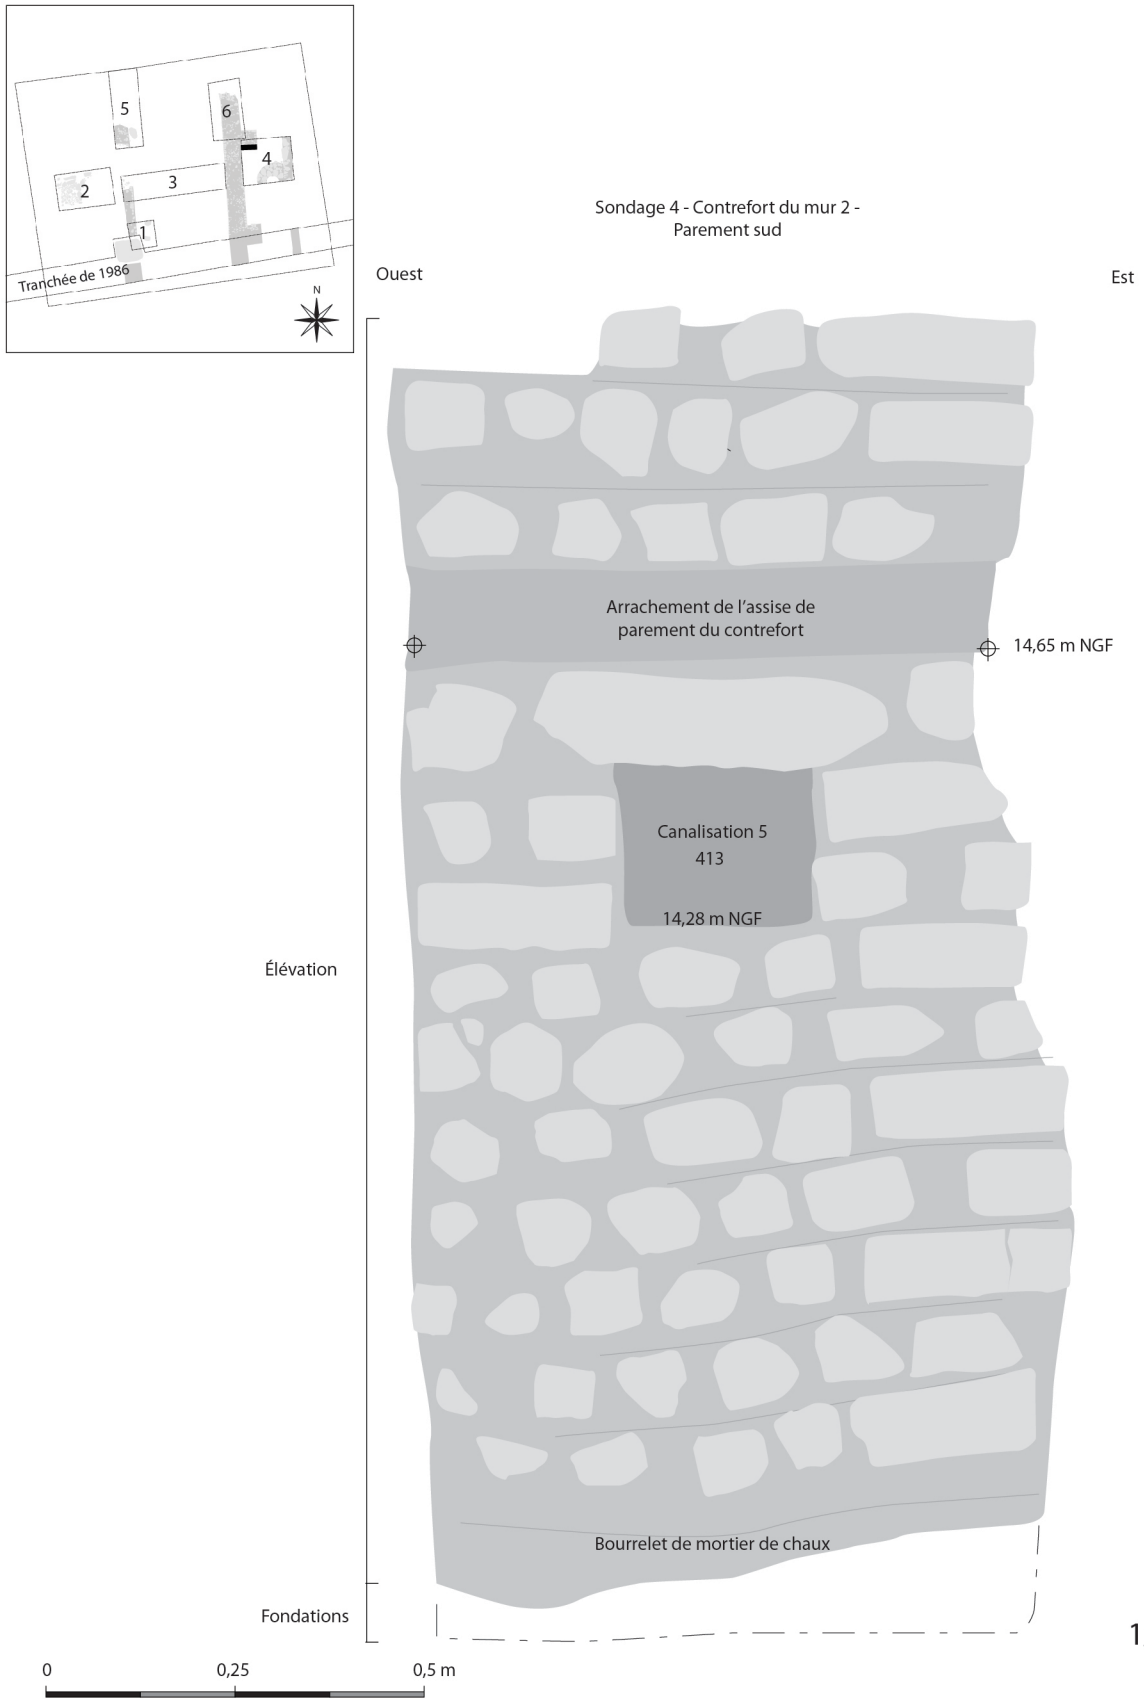 5
6
4
3
2
1
Tranchée de 1986
N
Sondage 4 - Contrefort du mur 2 -
Parement sud
Ouest
Est
Arrachement de l’assise de
parement du contrefort
14,65 m NGF
Canalisation 5
413
14,28 m NGF
Élévation
Bourrelet de mortier de chaux
Fondations
1
0 0,25 0,5 m